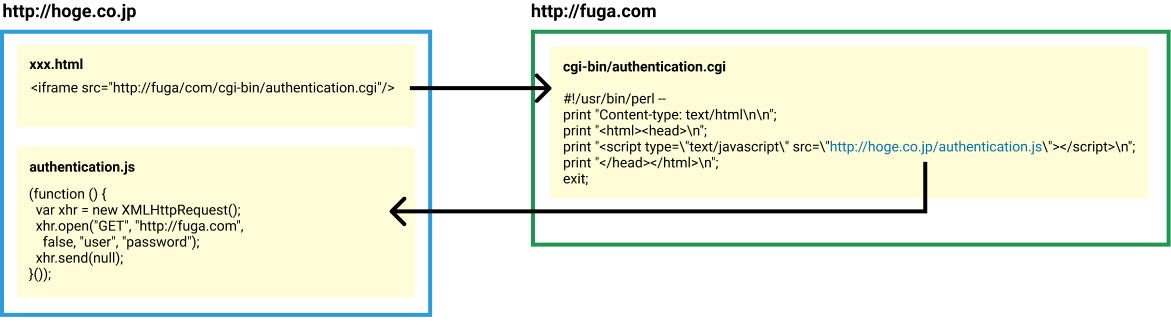 http://hoge.co.jp
xxx.html
<iframe src="http://fuga/com/cgi-bin/authentication.cgi"/>
authentication.js
(function () {
var xhr = new XMLHttpRequest();
xhr.open("GET", "http://fuga.com",
false, "user", "password");
xhr.send(null);
}());
http://fuga.com
cgi-bin/authentication.cgi
#!/usr/bin/perl --
print "Content-type: text/html\n\n";
print "<html><head>\n";
print "<script type=\"text/javascript\" src=\"http://hoge.co.jp/authentication.js\"></script>\n";
print "</head></html>\n";
exit;